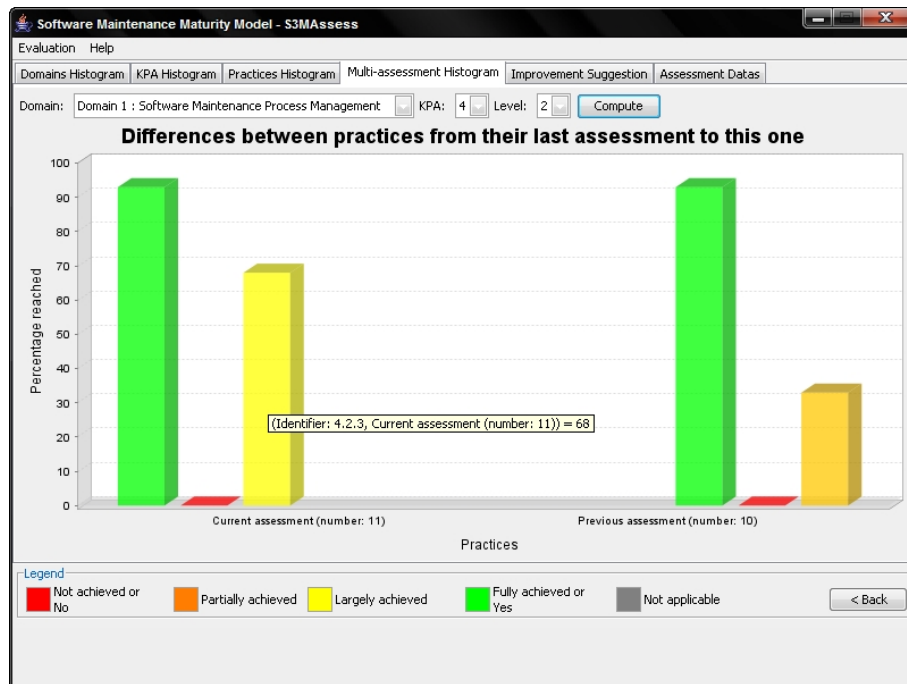 Software Maintenance Maturity Model - S3MAssess
Evaluation Help
Domains Histogram KPA Histogram Practices Histogram Multi-assessment Histogram Improvement Suggestion Assessment Datas
Domain: Domain 1 : Software Maintenance Process Management KPA: 4 Level: 2 Compute
Differences between practices from their last assessment to this one
100
90
80
70
60
50
40
30
20
10
0
Percentage reached
(Identifier: 4.2.3, Current assessment (number: 11)) = 68
Current assessment (number: 11) Previous assessment (number: 10)
Practices
Legend
Not achieved or
No
Partially achieved
Largely achieved
Fully achieved or
Yes
Not applicable
< Back